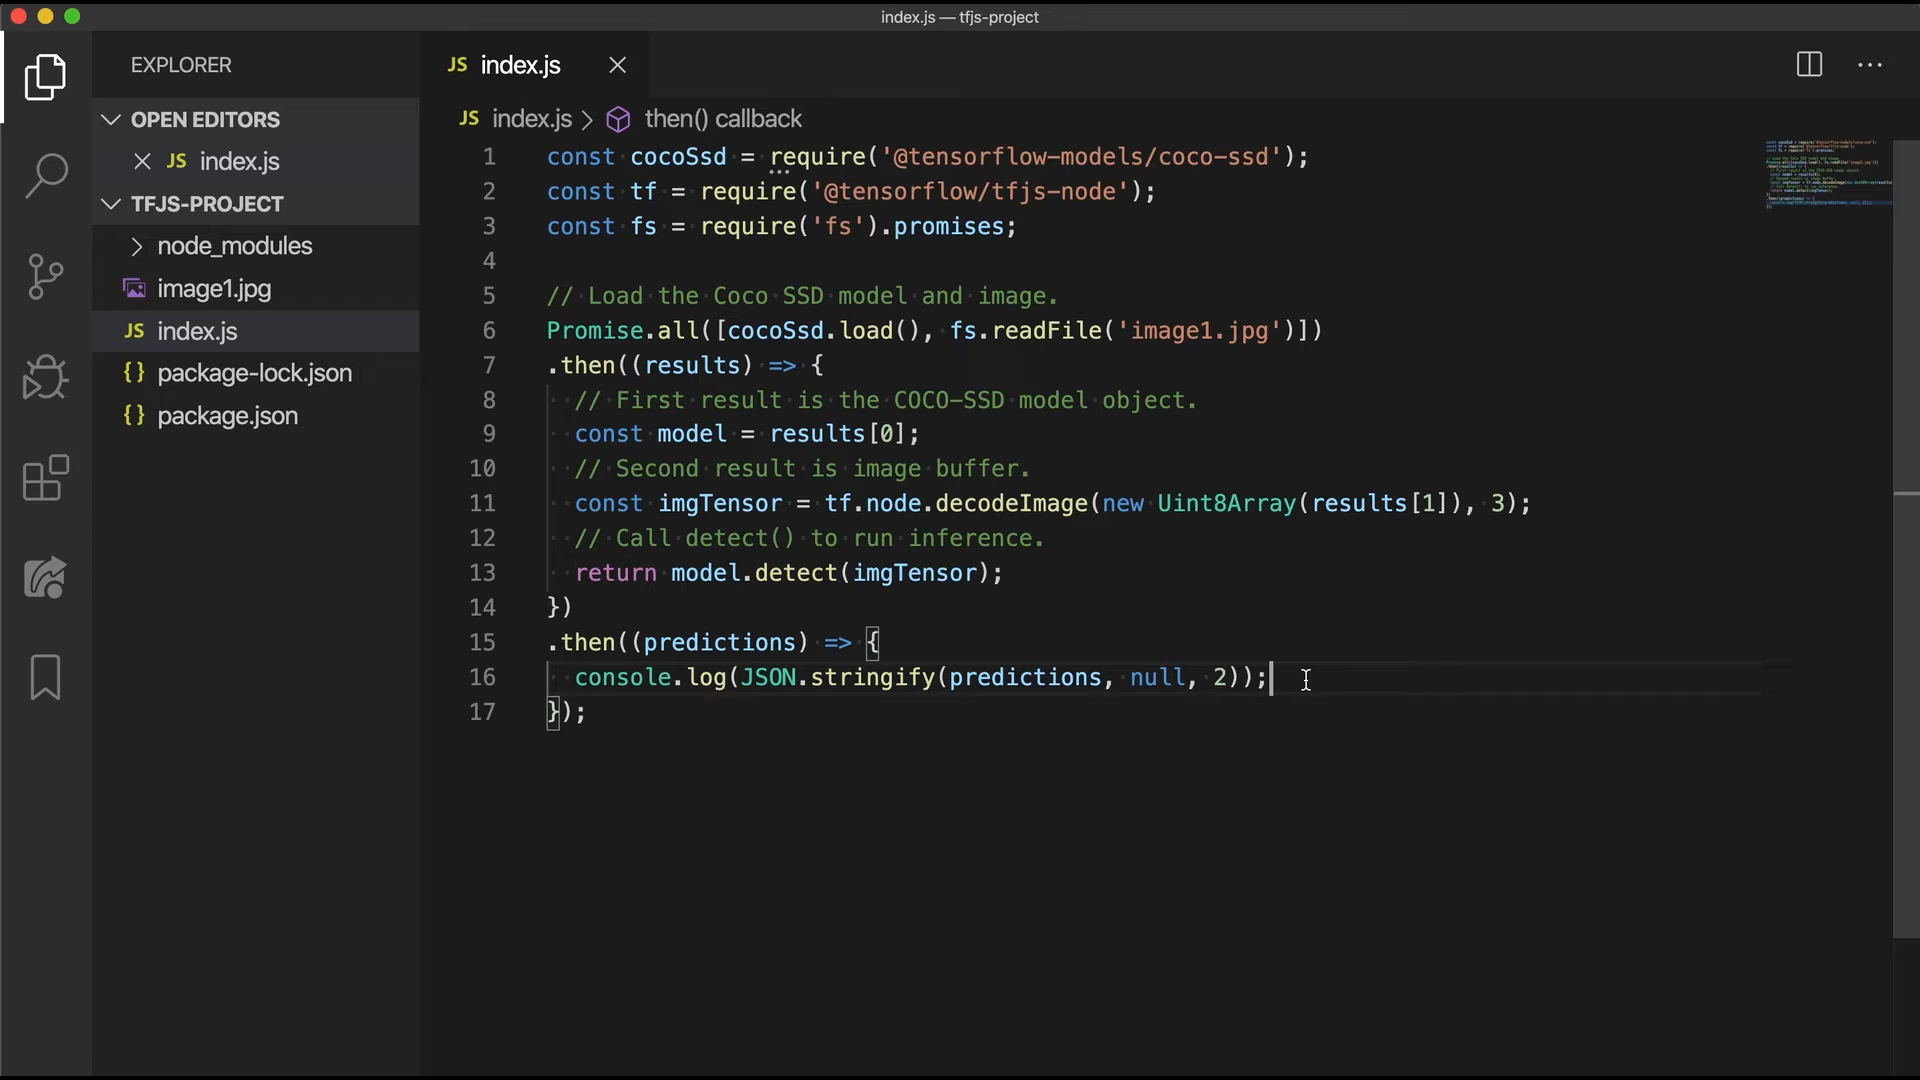 index.js — tfjs-project
EXPLORER
OPEN EDITORS
JS index.js
TFJS-PROJECT
node_modules
image1.jpg
JS index.js
{} package-lock.json
{} package.json
JS index.js
JS index.js > then() callback
1 const cocoSsd = require('@tensorflow-models/coco-ssd');
2 const tf = require('@tensorflow/tfjs-node');
3 const fs = require('fs').promises;
4
5 // Load the Coco SSD model and image.
6 Promise.all([cocoSsd.load(), fs.readFile('image1.jpg')])
7 .then((results) => {
8   // First result is the COCO-SSD model object.
9   const model = results[0];
10   // Second result is image buffer.
11   const imgTensor = tf.node.decodeImage(new Uint8Array(results[1]), 3);
12   // Call detect() to run inference.
13   return model.detect(imgTensor);
14 })
15 .then((predictions) => {
16   console.log(JSON.stringify(predictions, null, 2));
17 });